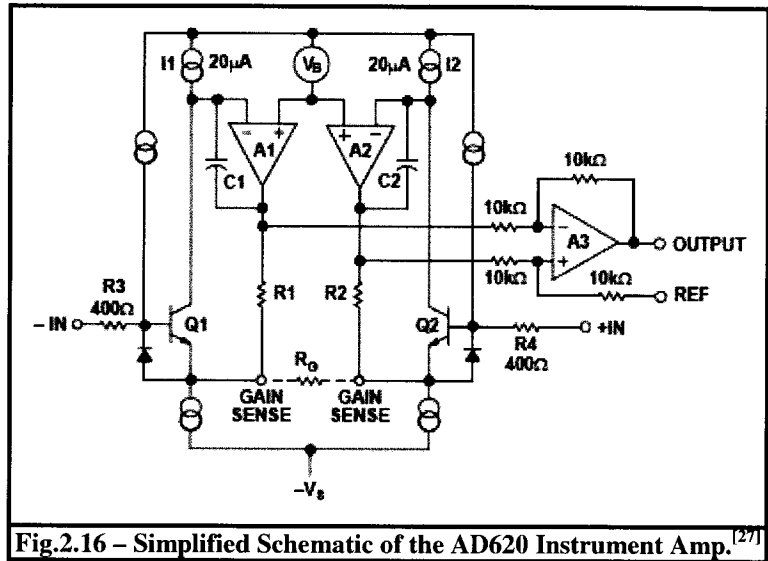 I1 20µA VB 20µA I2
− + + −
A1 A2
C1 C2
10kΩ
10kΩ
−
A3
OUTPUT
+
10kΩ 10kΩ
REF
R3
400Ω
R1 R2
− IN Q1 Q2 +IN
R4
400Ω
RG
GAIN SENSE GAIN SENSE
−VS
Fig.2.16 – Simplified Schematic of the AD620 Instrument Amp.[27]